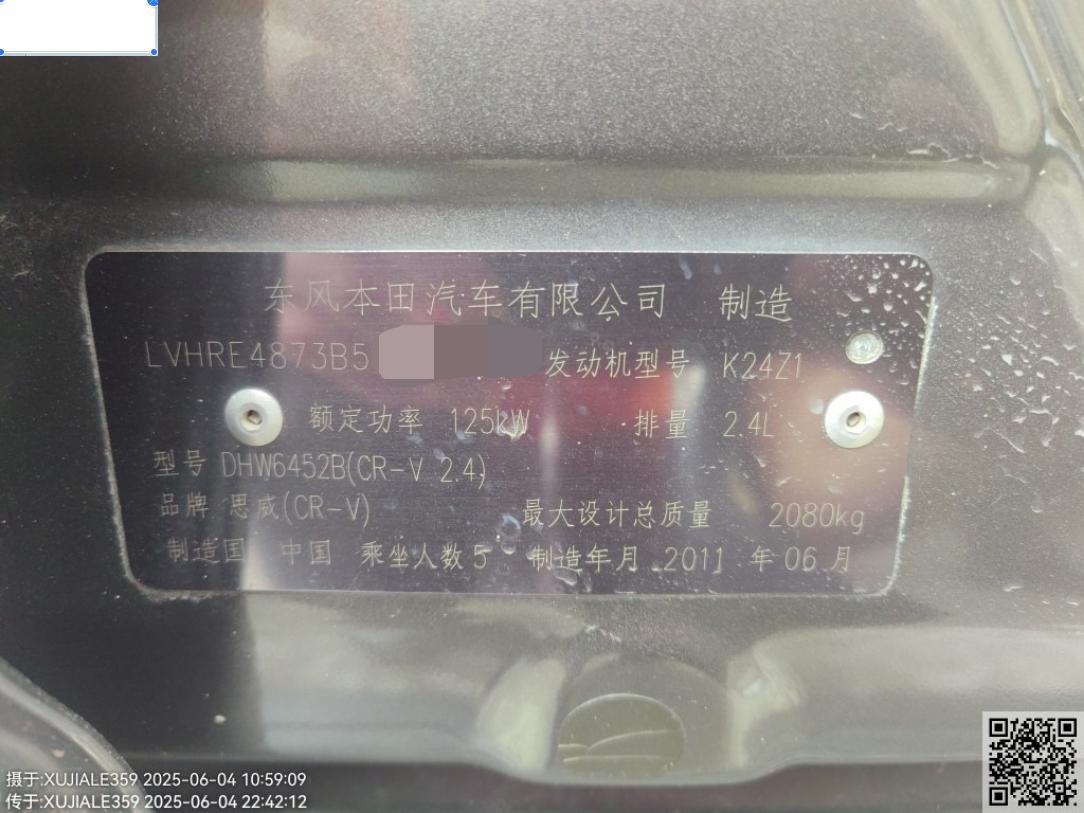 东风本田汽车有限公司 制造
LVHRE4873B5 发动机型号 K24Z1
额定功率 125kW 排量 2.4L
型号 DHW6452B(CR-V 2.4)
品牌 思威(CR-V) 最大设计总质量 2080kg
制造国 中国 乘坐人数 5 制造年月 2011 年 06 月
摄于:XUJIALE359 2025-06-04 10:59:09
传于:XUJIALE359 2025-06-04 22:42:12